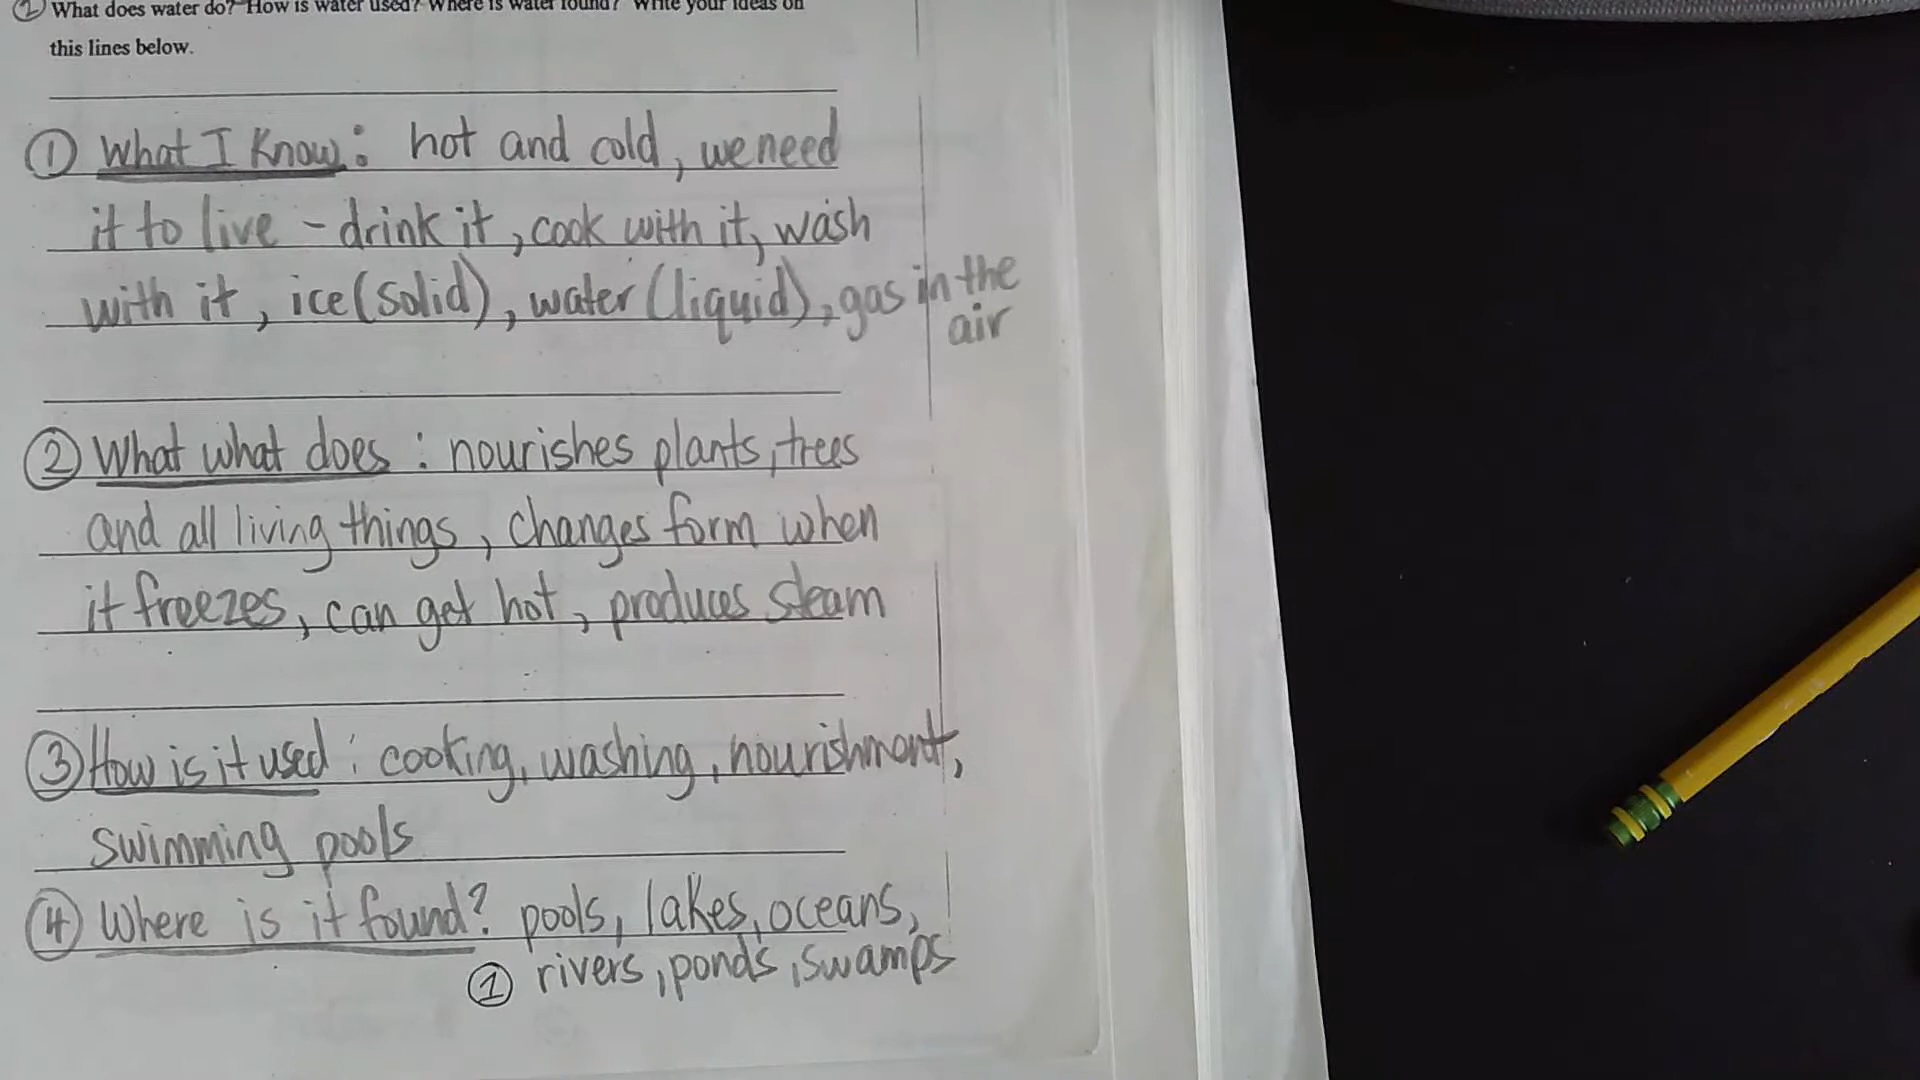 ② What does water do? How is water used? Where is water found? Write your ideas on
this lines below.
① What I Know: hot and cold, we need
it to live - drink it, cook with it, wash
with it, ice (solid), water (liquid), gas in the
air
② What what does: nourishes plants, trees
and all living things, changes form when
it freezes, can get hot, produces steam
③ How is it used: cooking, washing, nourishment,
swimming pools
④ Where is it found? pools, lakes, oceans,
① rivers, ponds, swamps